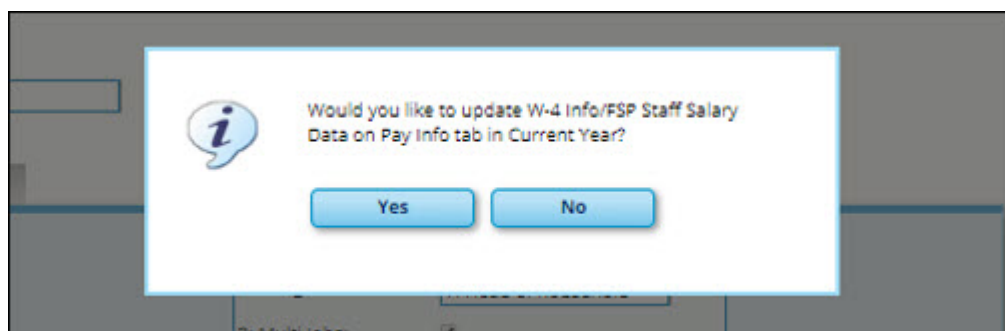 Would you like to update W-4 Info/FSP Staff Salary
Data on Pay Info tab in Current Year?
Yes
No